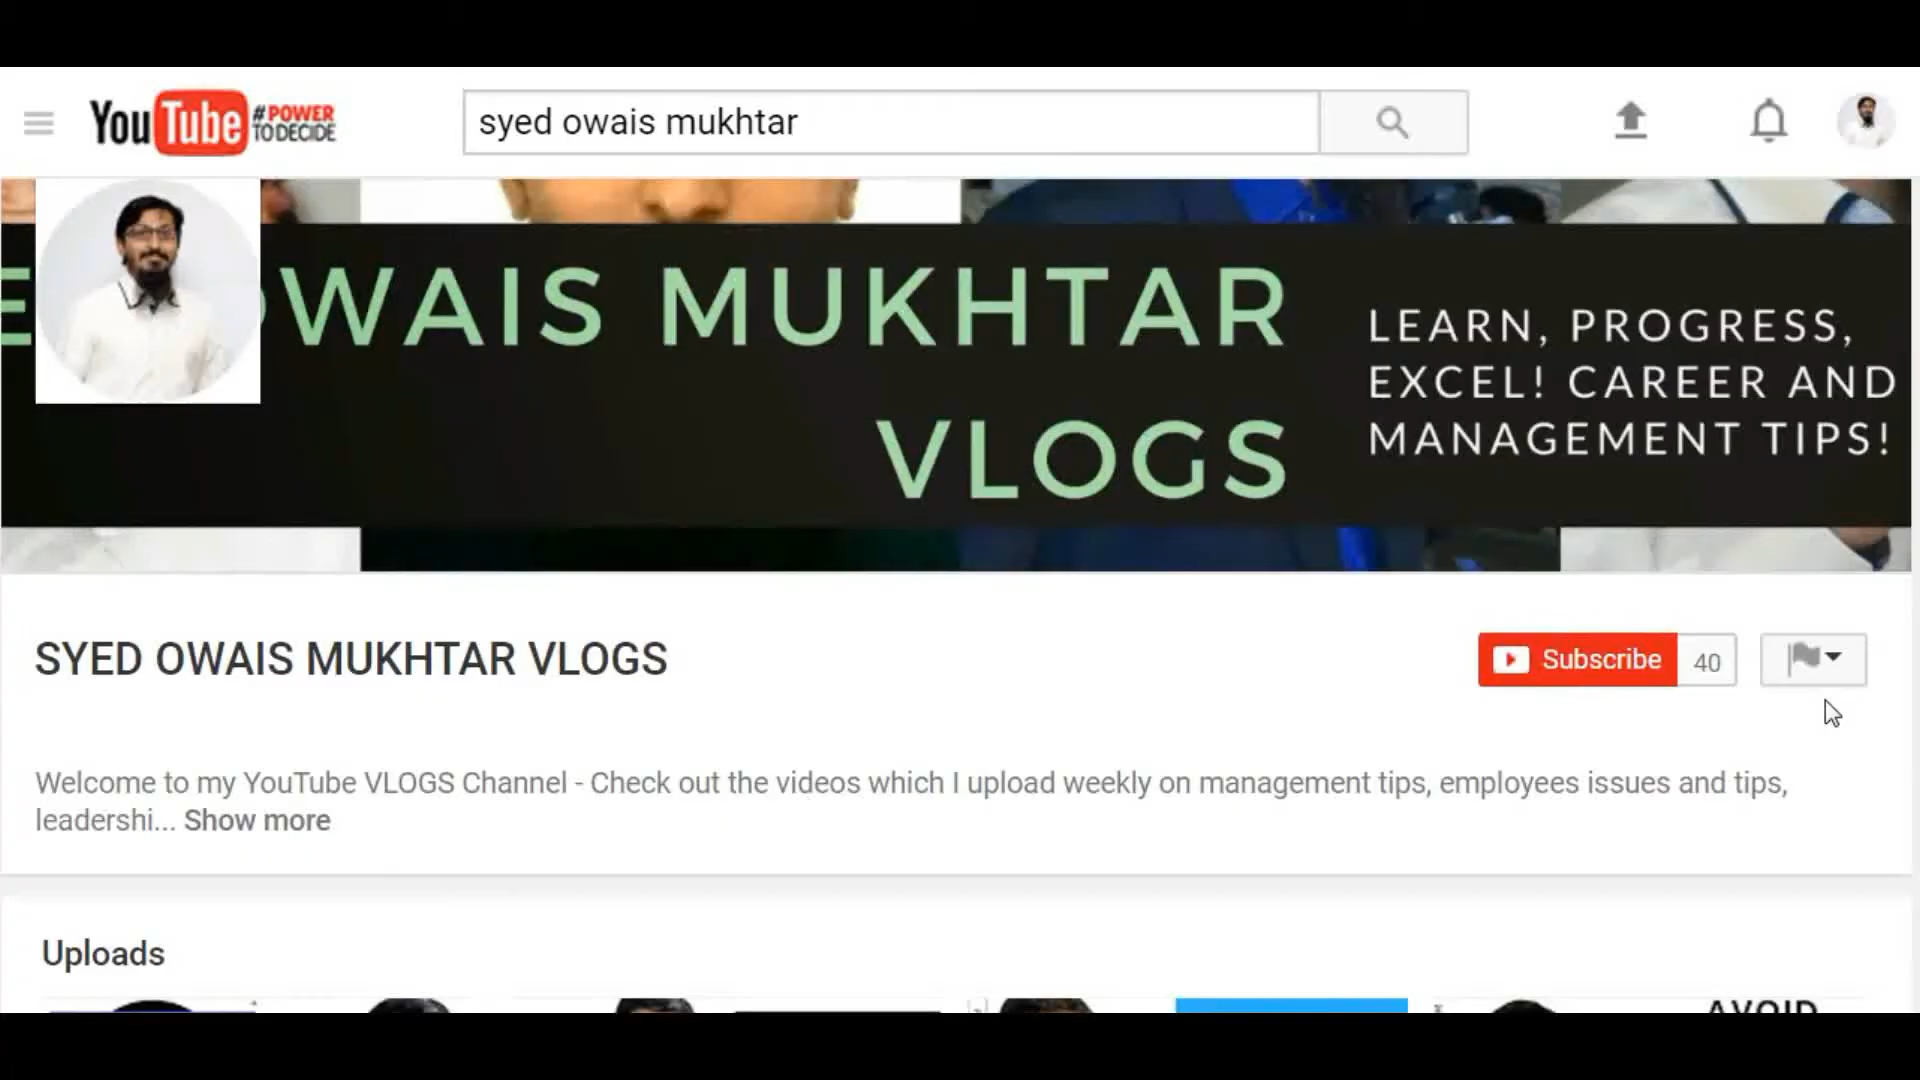 YouTube #POWER
TO DECIDE
syed owais mukhtar
OWAIS MUKHTAR
VLOGS
LEARN, PROGRESS,
EXCEL! CAREER AND
MANAGEMENT TIPS!
SYED OWAIS MUKHTAR VLOGS
Subscribe 40
Welcome to my YouTube VLOGS Channel - Check out the videos which I upload weekly on management tips, employees issues and tips,
leadershi... Show more
Uploads
AVOID